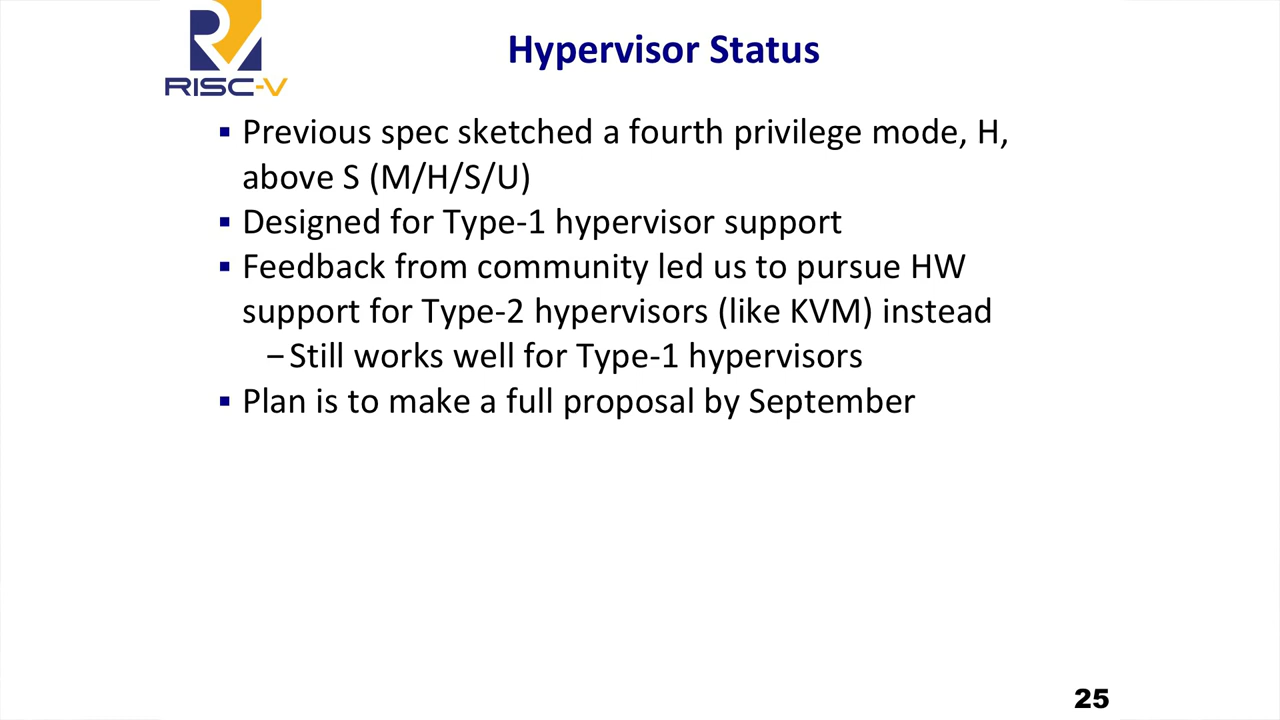 RISC-V
Hypervisor Status
▪ Previous spec sketched a fourth privilege mode, H,
above S (M/H/S/U)
▪ Designed for Type-1 hypervisor support
▪ Feedback from community led us to pursue HW
support for Type-2 hypervisors (like KVM) instead
– Still works well for Type-1 hypervisors
▪ Plan is to make a full proposal by September
25